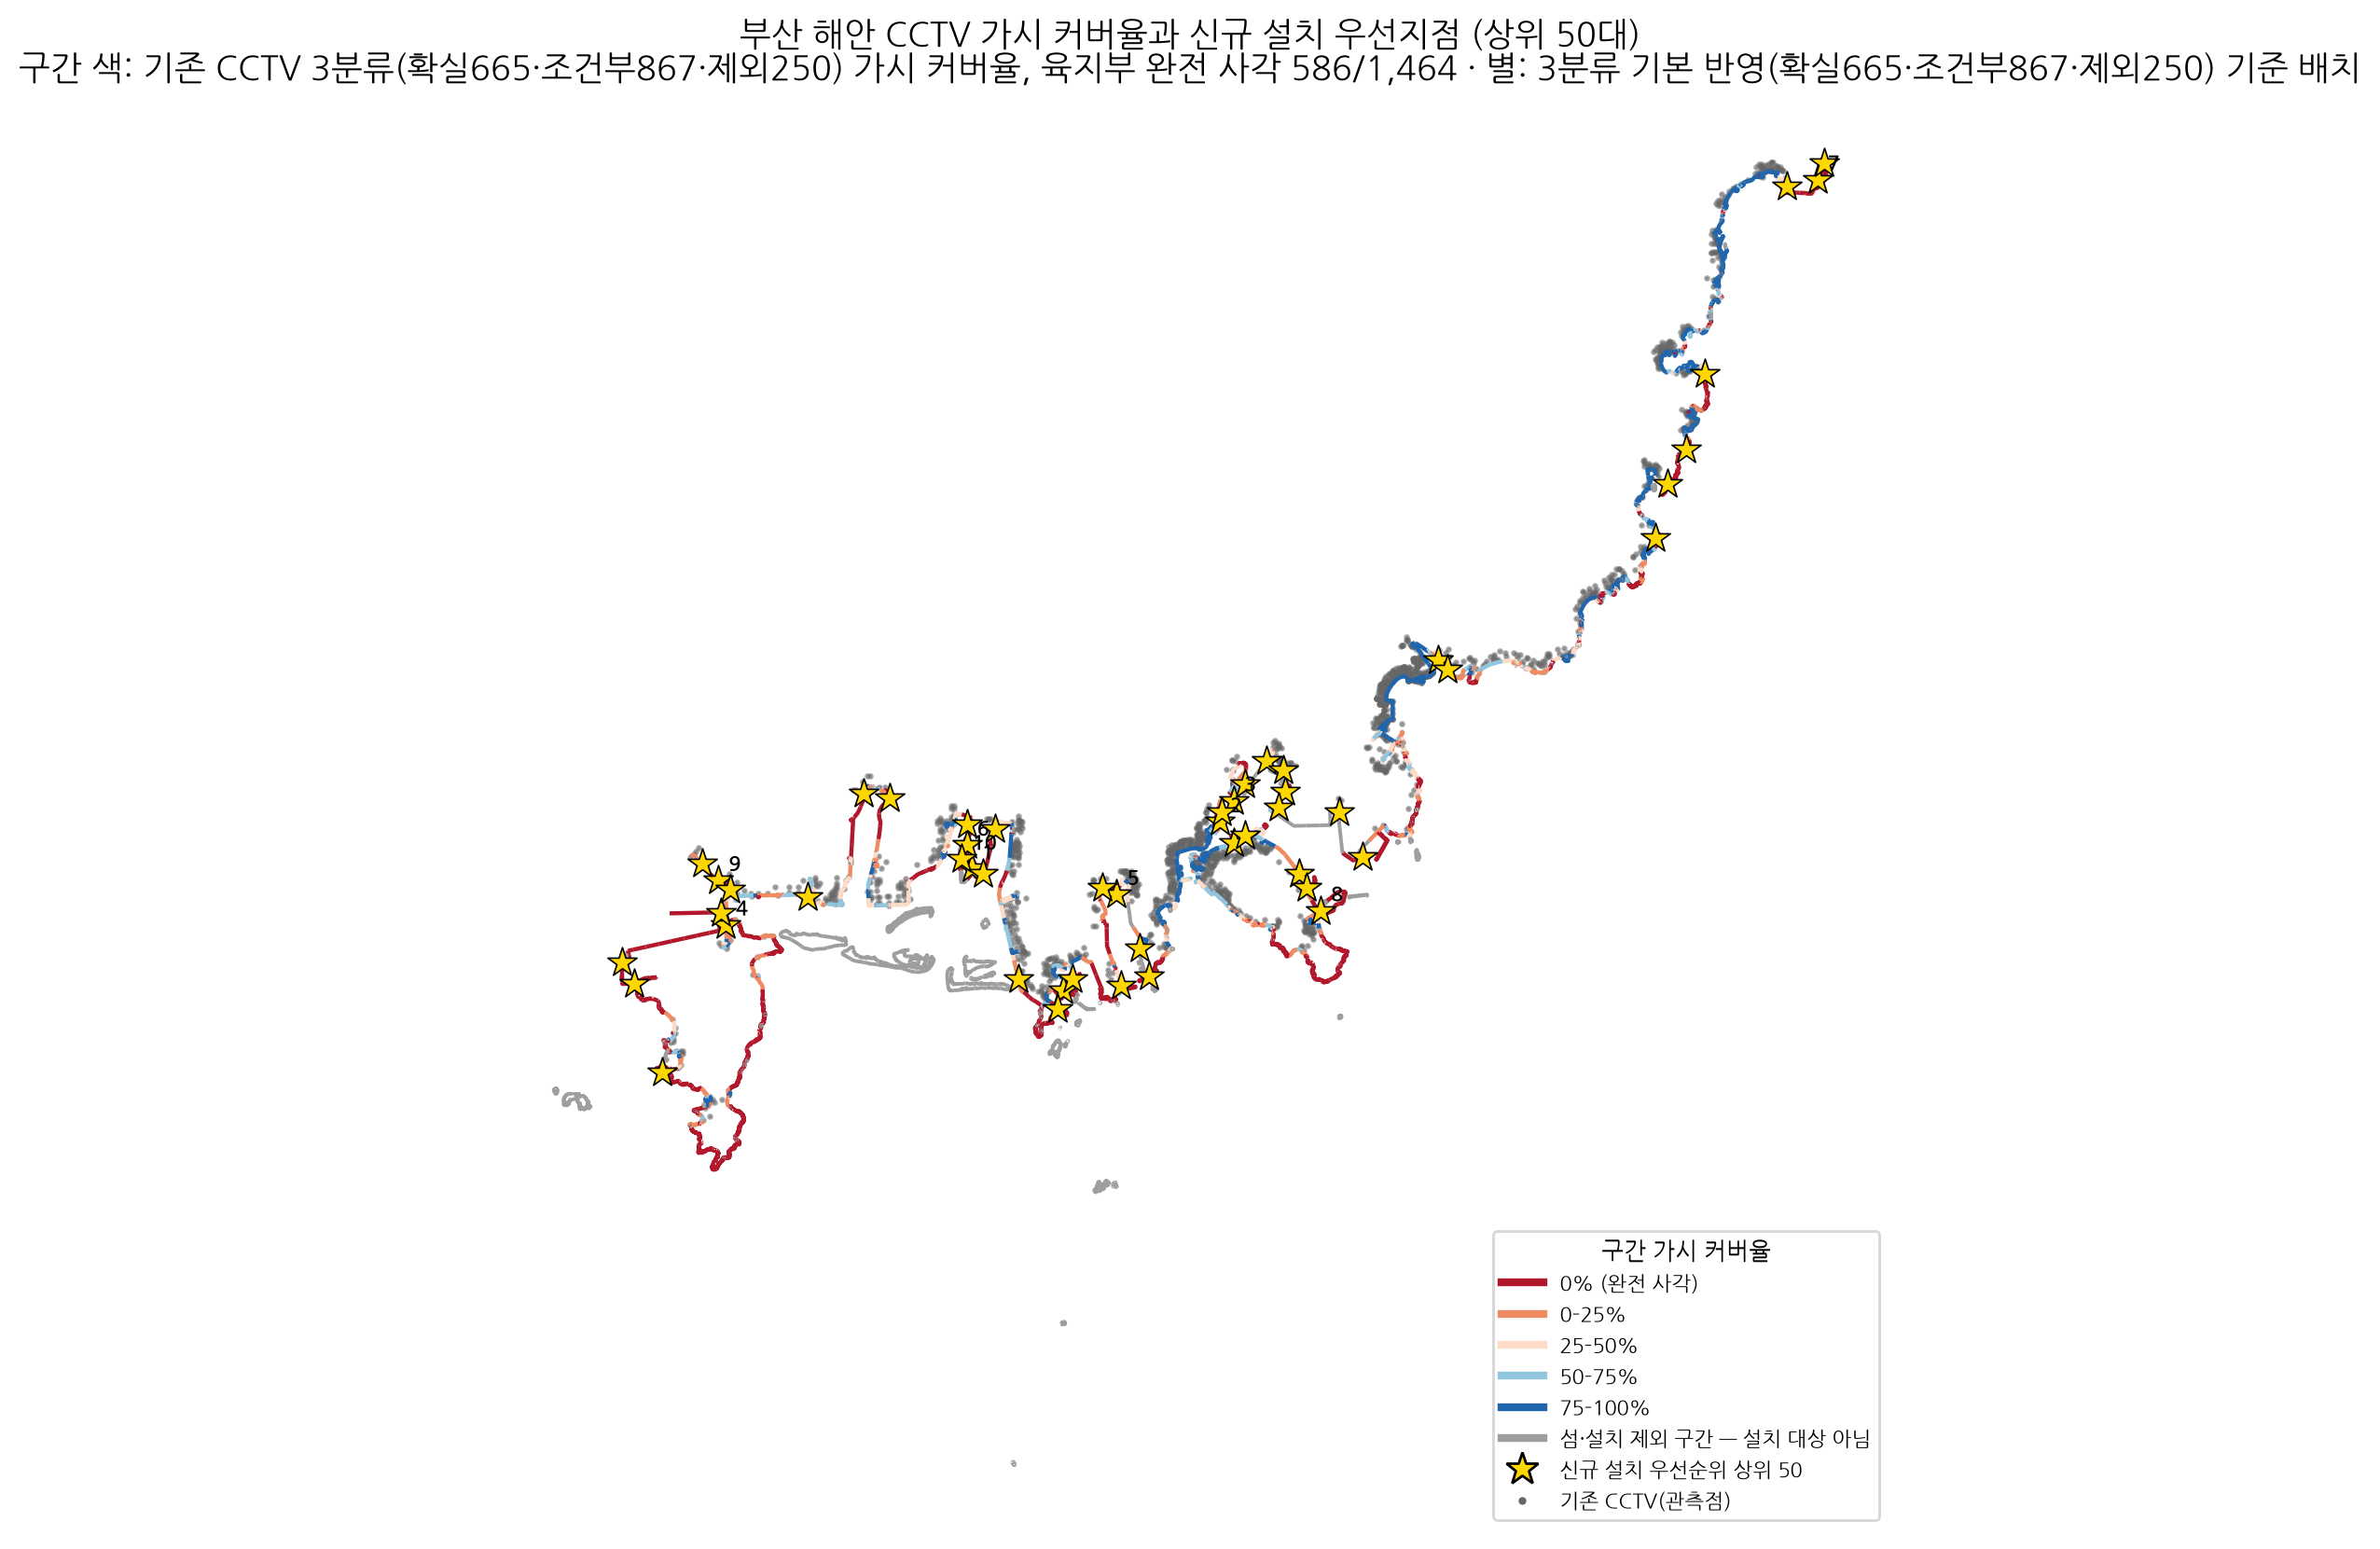 부산 해안 CCTV 가시 커버율과 신규 설치 우선지점 (상위 50대)
구간 색: 기존 CCTV 3분류(확실665·조건부867·제외250) 가시 커버율, 육지부 완전 사각 586/1,464 · 별: 3분류 기본 반영(확실665·조건부867·제외250) 기준 배치
7
3
6
10
9
5
8
4
구간 가시 커버율
0% (완전 사각)
0-25%
25-50%
50-75%
75-100%
섬·설치 제외 구간 — 설치 대상 아님
신규 설치 우선순위 상위 50
기존 CCTV(관측점)